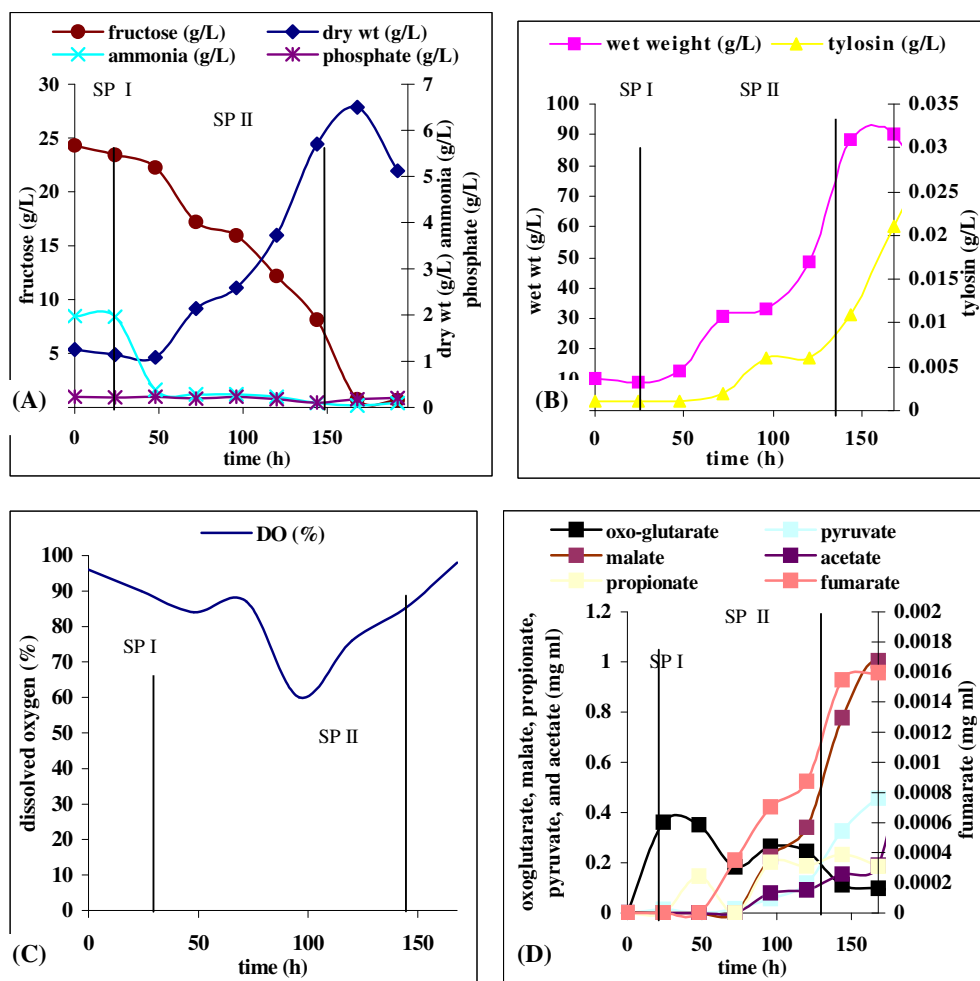 fructose (g/L) dry wt (g/L)
ammonia (g/L) phosphate (g/L)
SP I
SP II
30
25
20
15
10
5
7
6
5
4
3
2
1
0
fructose (g/L)
dry wt (g/L) ammonia (g/L)
phosphate (g/L)
0 50 100 150
time (h)
(A)
wet weight (g/L) tylosin (g/L)
SP I
SP II
100
90
80
70
60
50
40
30
20
10
0.035
0.03
0.025
0.02
0.015
0.01
0.005
0
wet wt (g/L)
tylosin (g/L)
0 50 100 150
time (h)
(B)
DO (%)
100
90
80
70
60
50
40
30
20
10
0
SP I
SP II
dissolved oxygen (%)
0 50 100 150
time (h)
(C)
oxo-glutarate pyruvate
malate acetate
propionate fumarate
SP I
SP II
1.2
1
0.8
0.6
0.4
0.2
0
0.002
0.0018
0.0016
0.0014
0.0012
0.001
0.0008
0.0006
0.0004
0.0002
0
oxoglutarate, malate, propionate,
pyruvate, and acetate (mg ml)
fumarate (mg ml)
0 50 100 150
time (h)
(D)